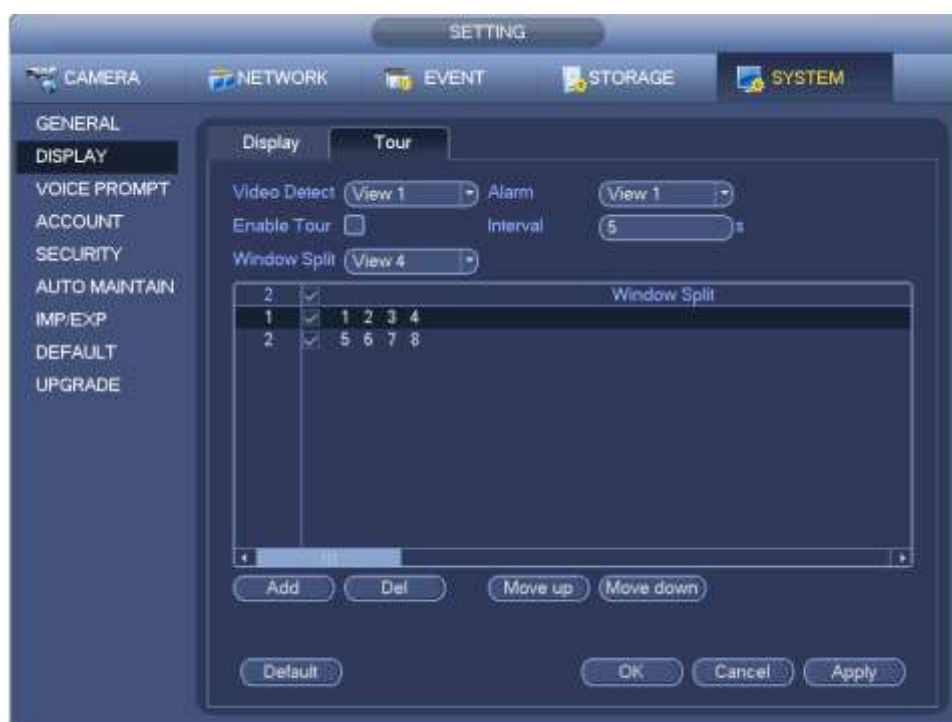 SETTING
CAMERA NETWORK EVENT STORAGE SYSTEM
GENERAL
DISPLAY
VOICE PROMPT
ACCOUNT
SECURITY
AUTO MAINTAIN
IMP/EXP
DEFAULT
UPGRADE
Display Tour
Video Detect View 1 Alarm View 1
Enable Tour Interval 5 s
Window Split View 4
2 Window Split
1 1 2 3 4
2 5 6 7 8
Add Del Move up Move down
Default OK Cancel Apply